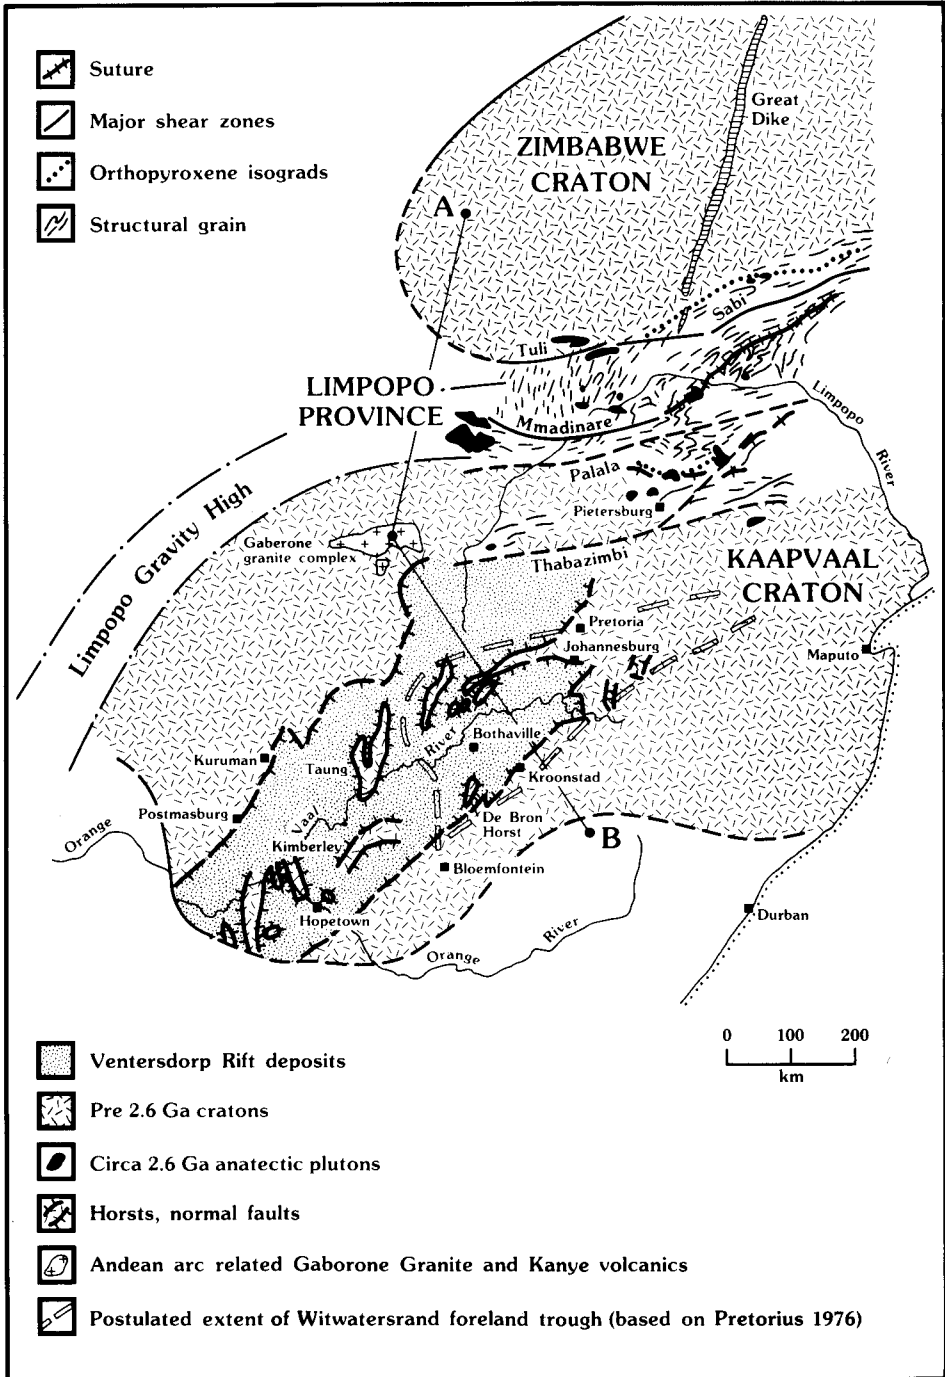 Suture
Major shear zones
Orthopyroxene isograds
Structural grain
Great
Dike
ZIMBABWE
CRATON
A
Sabi
Tuli
LIMPOPO
PROVINCE
Mmadinare
Limpopo
River
Palala
Pietersburg
Limpopo Gravity High
Gaberone
granite complex
Thabazimbi
KAAPVAAL
CRATON
Pretoria
Johannesburg
Maputo
River
Bothaville
Kuruman
Taung
Kroonstad
Postmasburg
Vaal
De Bron
Horst
Orange
Kimberley
B
Bloemfontein
Hopetown
Durban
Orange
River
0 100 200
km
Ventersdorp Rift deposits
Pre 2.6 Ga cratons
Circa 2.6 Ga anatectic plutons
Horsts, normal faults
Andean arc related Gaborone Granite and Kanye volcanics
Postulated extent of Witwatersrand foreland trough (based on Pretorius 1976)